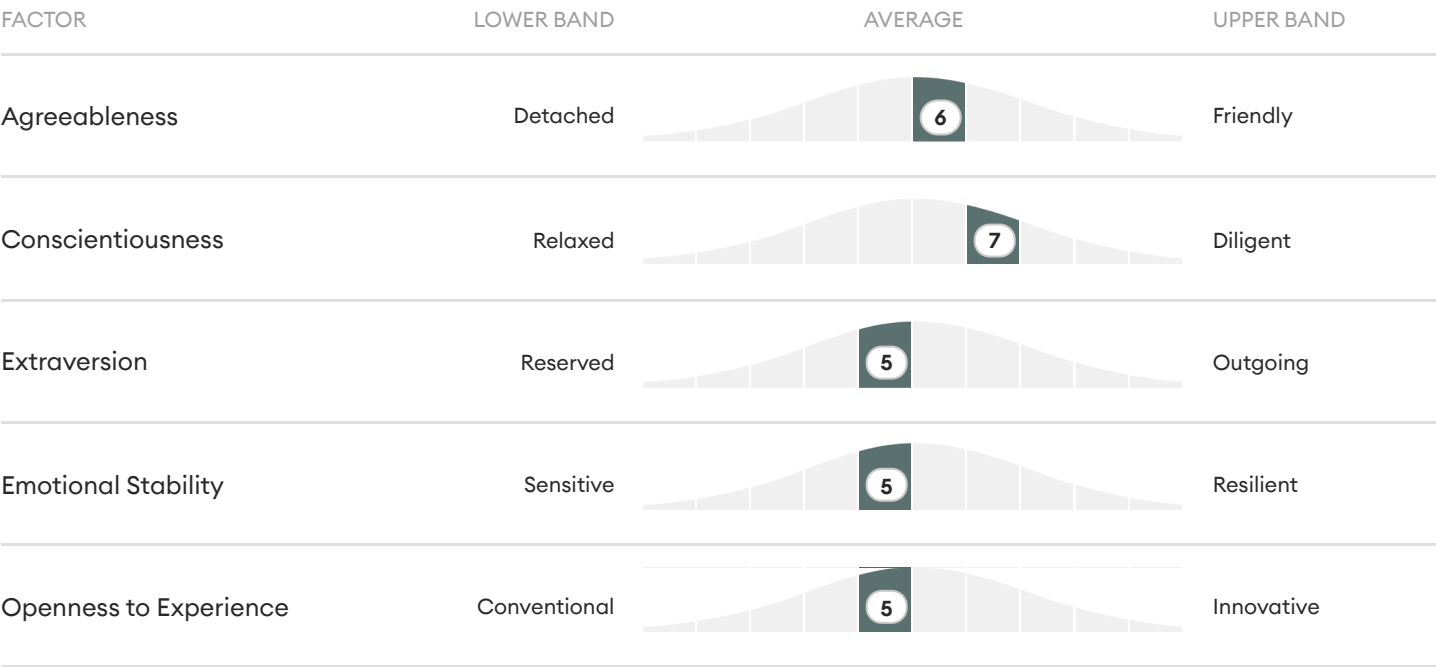 FACTOR LOWER BAND AVERAGE UPPER BAND
Agreeableness Detached 6 Friendly
Conscientiousness Relaxed 7 Diligent
Extraversion Reserved 5 Outgoing
Emotional Stability Sensitive 5 Resilient
Openness to Experience Conventional 5 Innovative